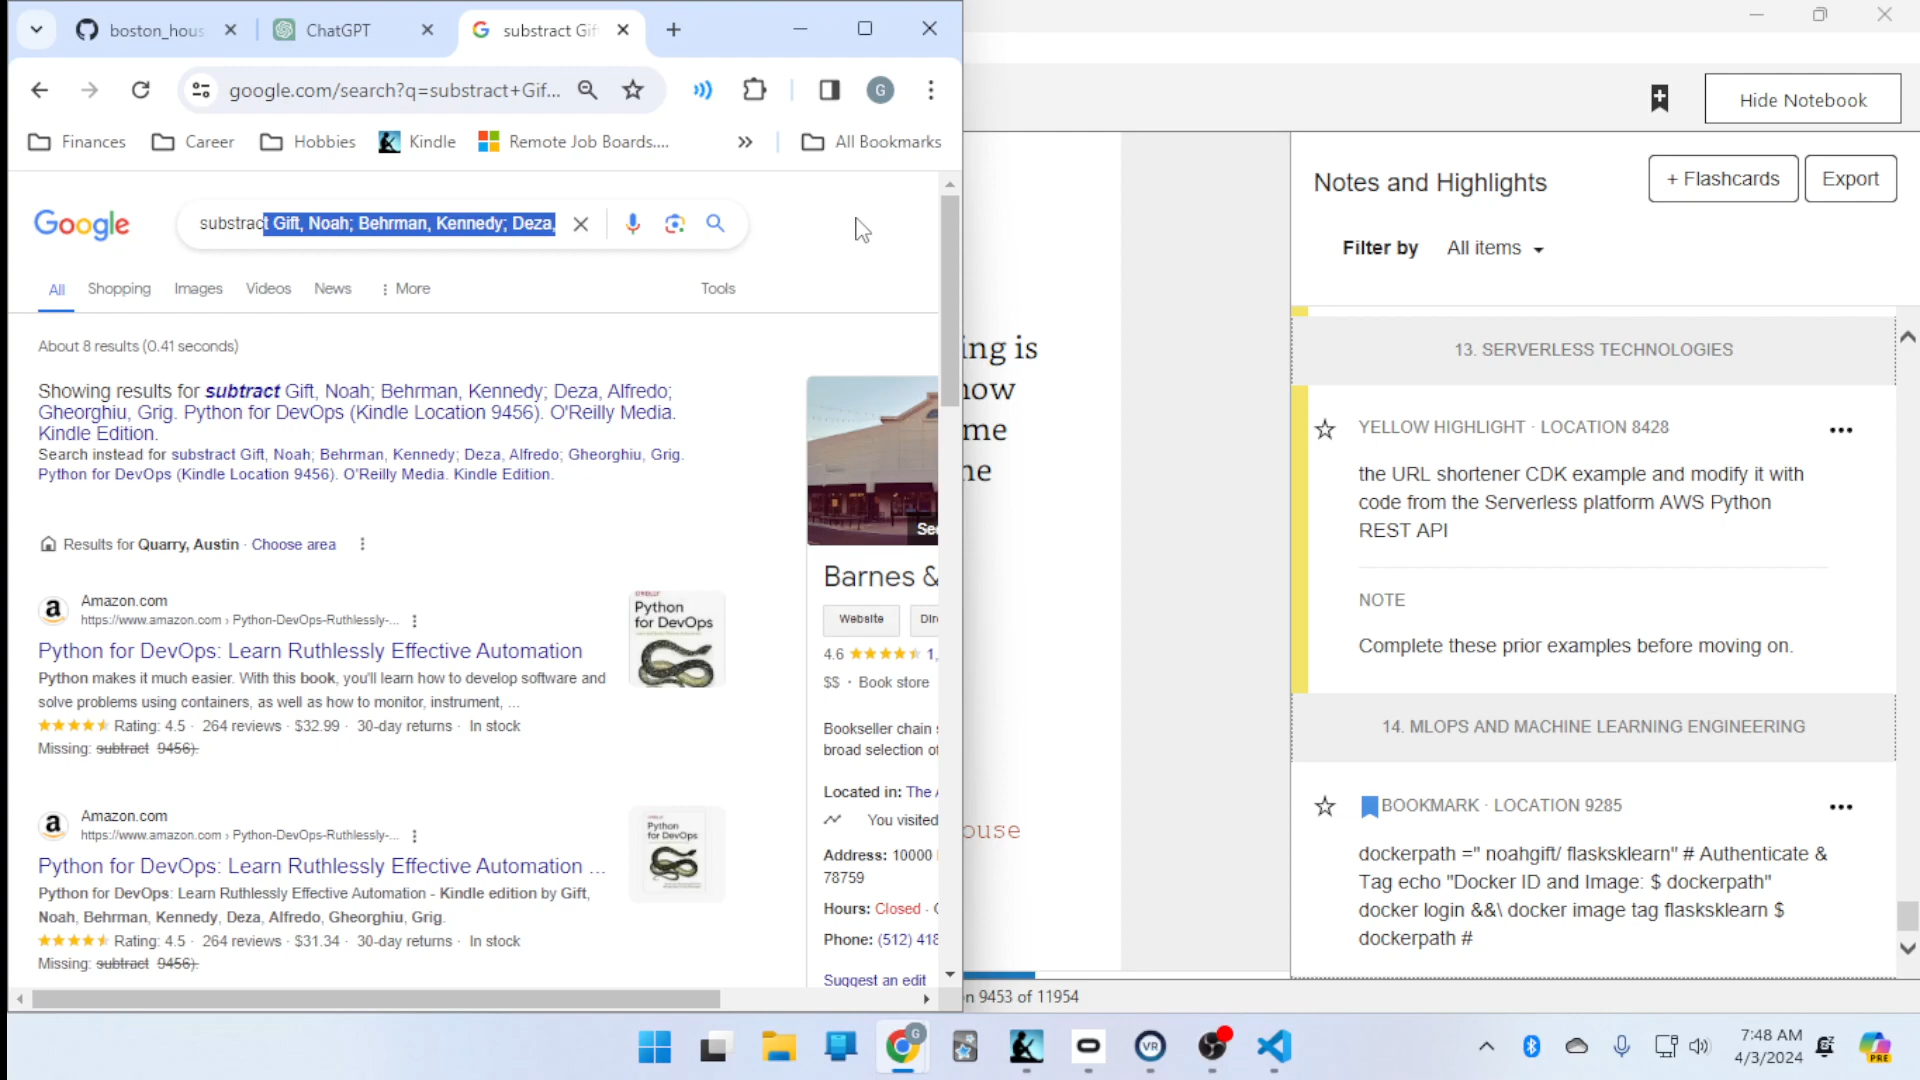 boston_hous
ChatGPT
substract Gif
google.com/search?q=substract+Gif...
G
Finances
Career
Hobbies
Kindle
Remote Job Boards....
»
All Bookmarks
Google
substract Gift, Noah; Behrman, Kennedy; Deza,
All
Shopping
Images
Videos
News
More
Tools
About 8 results (0.41 seconds)
Showing results for subtract Gift, Noah; Behrman, Kennedy; Deza, Alfredo;
Gheorghiu, Grig. Python for DevOps (Kindle Location 9456). O'Reilly Media.
Kindle Edition.
Search instead for substract Gift, Noah; Behrman, Kennedy; Deza, Alfredo; Gheorghiu, Grig.
Python for DevOps (Kindle Location 9456). O'Reilly Media. Kindle Edition.
Results for Quarry, Austin · Choose area
Amazon.com
https://www.amazon.com › Python-DevOps-Ruthlessly-...
Python for DevOps: Learn Ruthlessly Effective Automation
Python makes it much easier. With this book, you'll learn how to develop software and
solve problems using containers, as well as how to monitor, instrument, ...
Rating: 4.5 · 264 reviews · $32.99 · 30-day returns · In stock
Missing: subtract 9456).
O'REILLY
Python
for DevOps
Amazon.com
https://www.amazon.com › Python-DevOps-Ruthlessly-...
Python for DevOps: Learn Ruthlessly Effective Automation ...
Python for DevOps: Learn Ruthlessly Effective Automation - Kindle edition by Gift,
Noah, Behrman, Kennedy, Deza, Alfredo, Gheorghiu, Grig.
Rating: 4.5 · 264 reviews · $31.34 · 30-day returns · In stock
Missing: subtract 9456).
Python
for DevOps
See
Barnes &
Website
Dir
4.6
1,
$$ · Book store
Bookseller chain
broad selection of
Located in: The A
You visited
Address: 10000
78759
Hours: Closed ·
Phone: (512) 418
Suggest an edit
ing is
how
me
ne
ouse
n 9453 of 11954
Hide Notebook
Notes and Highlights
+ Flashcards
Export
Filter by
All items
13. SERVERLESS TECHNOLOGIES
YELLOW HIGHLIGHT · LOCATION 8428
the URL shortener CDK example and modify it with
code from the Serverless platform AWS Python
REST API
NOTE
Complete these prior examples before moving on.
14. MLOPS AND MACHINE LEARNING ENGINEERING
BOOKMARK · LOCATION 9285
dockerpath =" noahgift/ flasksklearn" # Authenticate &
Tag echo "Docker ID and Image: $ dockerpath"
docker login &&\ docker image tag flasksklearn $
dockerpath #
G
VR
7:48 AM
4/3/2024
PRE